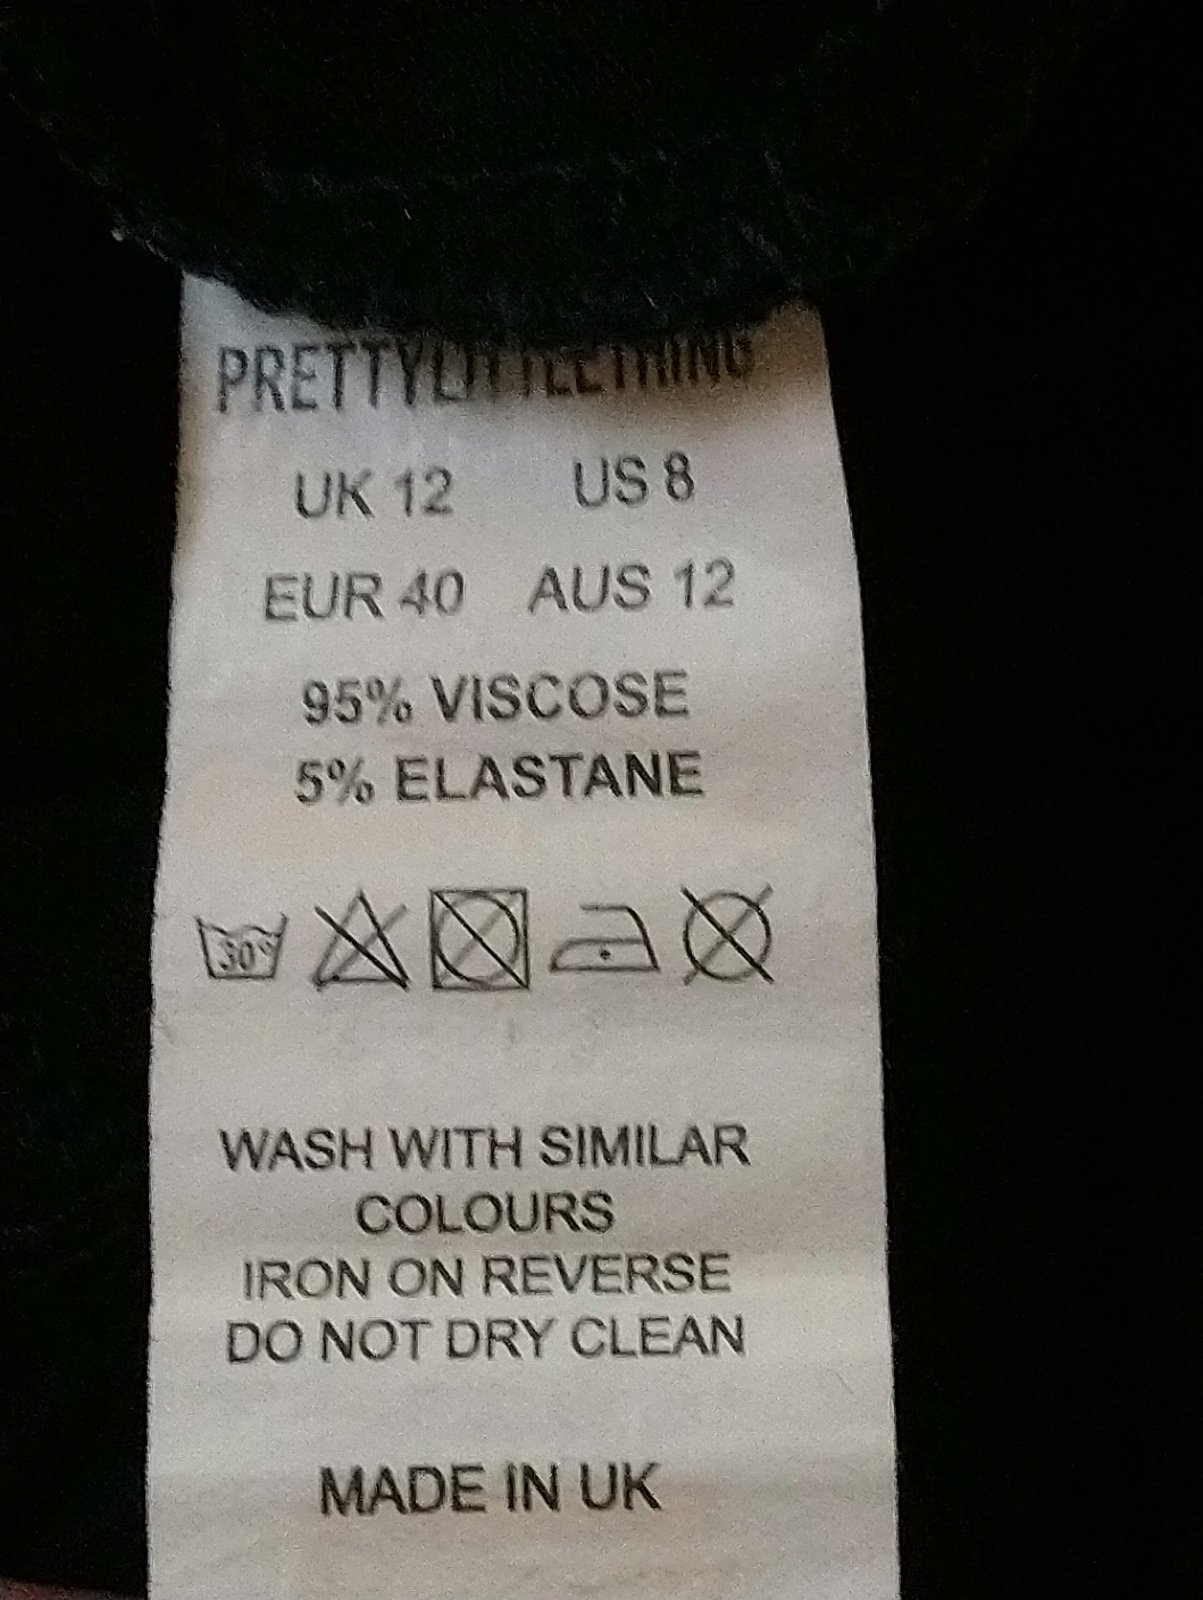 PRETTYLITTLETHING
UK 12 US 8
EUR 40 AUS 12
95% VISCOSE
5% ELASTANE
30°
WASH WITH SIMILAR
COLOURS
IRON ON REVERSE
DO NOT DRY CLEAN
MADE IN UK